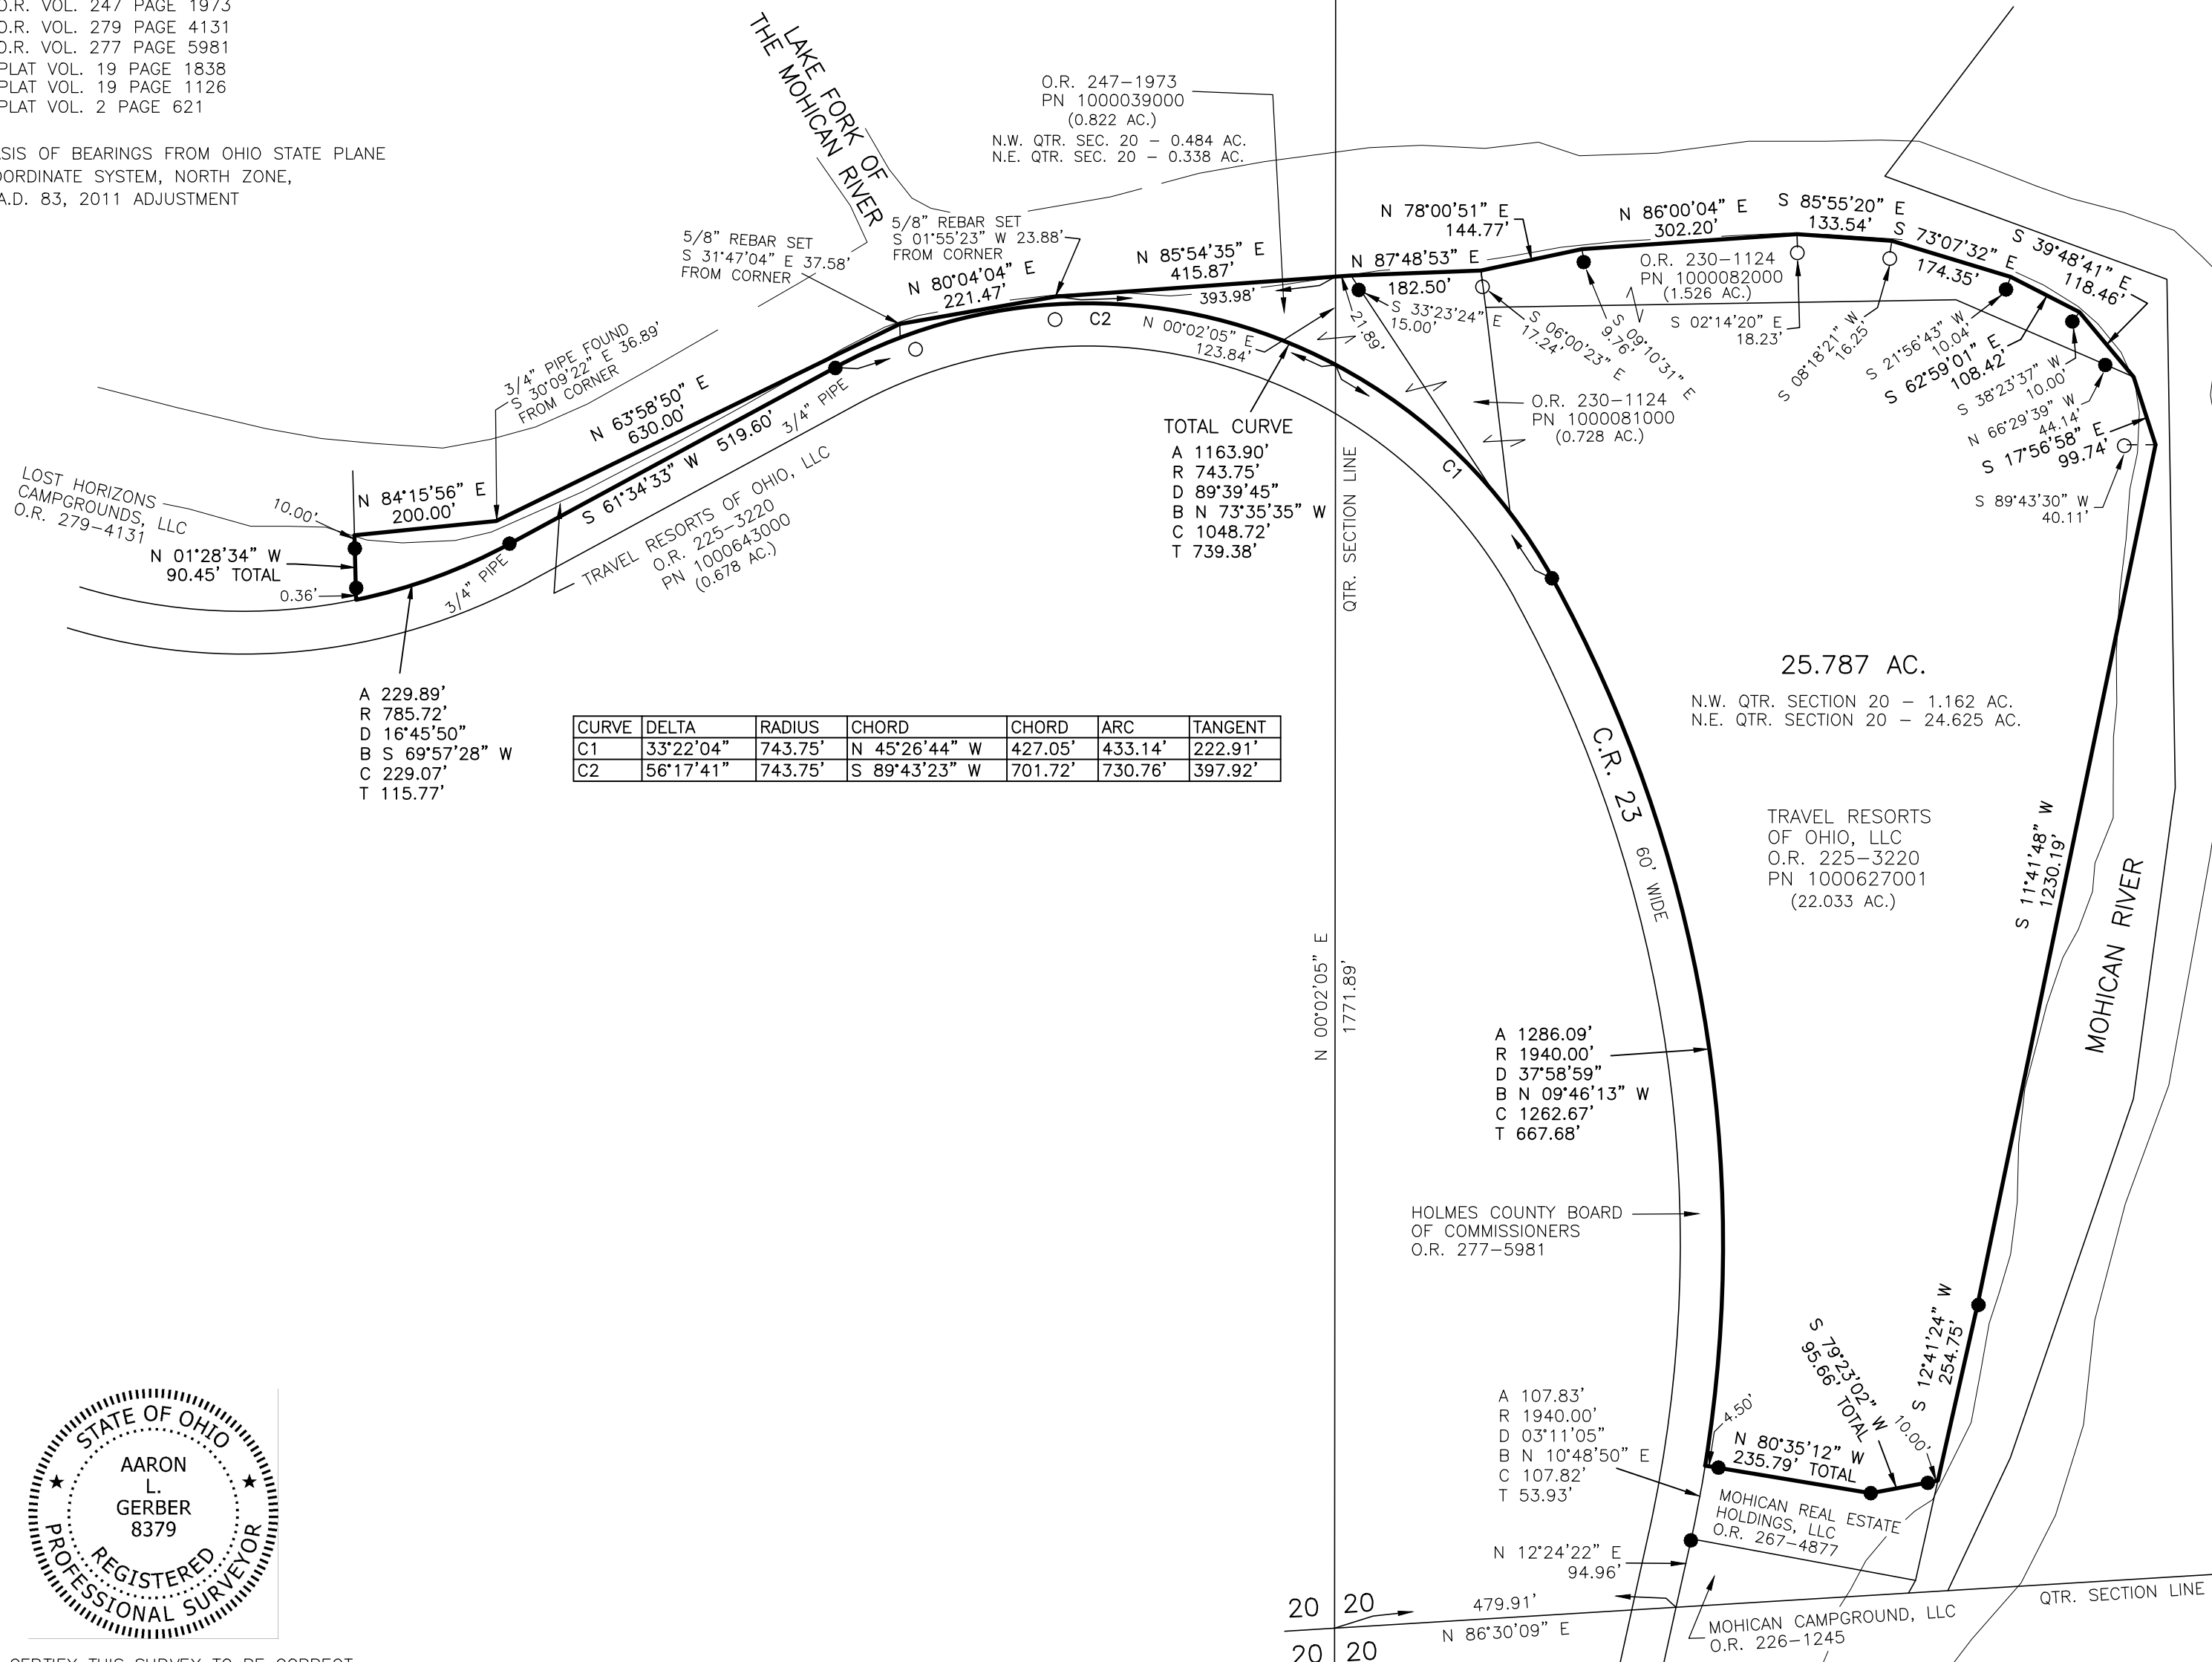 O.R. VOL. 247 PAGE 1973
O.R. VOL. 279 PAGE 4131
O.R. VOL. 277 PAGE 5981
PLAT VOL. 19 PAGE 1838
PLAT VOL. 19 PAGE 1126
PLAT VOL. 2 PAGE 621
SIS OF BEARINGS FROM OHIO STATE PLANE
OORDINATE SYSTEM, NORTH ZONE,
A.D. 83, 2011 ADJUSTMENT
LAKE FORK OF
THE MOHICAN RIVER
O.R. 247-1973
PN 1000039000
(0.822 AC.)
N.W. QTR. SEC. 20 - 0.484 AC.
N.E. QTR. SEC. 20 - 0.338 AC.
5/8" REBAR SET
S 31°47'04" E 37.58'
FROM CORNER
5/8" REBAR SET
S 01°55'23" W 23.88'
FROM CORNER
3/4" PIPE FOUND
S 30°09'22" E 36.89'
FROM CORNER
N 80°04'04" E
221.47'
N 85°54'35" E
415.87'
393.98'
N 87°48'53" E
182.50'
N 78°00'51" E
144.77'
N 86°00'04" E
302.20'
S 85°55'20" E
133.54'
S 73°07'32" E
174.35'
S 39°48'41" E
118.46'
O.R. 230-1124
PN 1000082000
(1.526 AC.)
C2
N 00°02'05" E
123.84'
21.89'
S 33°23'24" E
15.00'
S 06°00'23" E
17.24'
S 09°10'31" E
9.76'
S 02°14'20" E
18.23'
S 08°18'21" W
16.25'
S 21°56'43" W
10.04'
S 62°59'01" E
108.42'
S 38°23'37" W
10.00'
N 66°29'39" W
44.14'
S 17°56'58" E
99.74'
S 89°43'30" W
40.11'
O.R. 230-1124
PN 1000081000
(0.728 AC.)
C1
TOTAL CURVE
A 1163.90'
R 743.75'
D 89°39'45"
B N 73°35'35" W
C 1048.72'
T 739.38'
QTR. SECTION LINE
N 63°58'50" E
630.00'
S 61°34'33" W 519.60'
3/4" PIPE
TRAVEL RESORTS OF OHIO, LLC
O.R. 225-3220
PN 1000643000
(0.678 AC.)
LOST HORIZONS
CAMPGROUNDS, LLC
O.R. 279-4131
10.00'
N 84°15'56" E
200.00'
N 01°28'34" W
90.45' TOTAL
0.36'
3/4" PIPE
A 229.89'
R 785.72'
D 16°45'50"
B S 69°57'28" W
C 229.07'
T 115.77'
CURVE DELTA RADIUS CHORD CHORD ARC TANGENT
C1 33°22'04" 743.75' N 45°26'44" W 427.05' 433.14' 222.91'
C2 56°17'41" 743.75' S 89°43'23" W 701.72' 730.76' 397.92'
25.787 AC.
N.W. QTR. SECTION 20 - 1.162 AC.
N.E. QTR. SECTION 20 - 24.625 AC.
C.R. 23
60' WIDE
TRAVEL RESORTS
OF OHIO, LLC
O.R. 225-3220
PN 1000627001
(22.033 AC.)
S 11°41'48" W
1230.19'
MOHICAN RIVER
N 00°02'05" E
1771.89'
A 1286.09'
R 1940.00'
D 37°58'59"
B N 09°46'13" W
C 1262.67'
T 667.68'
HOLMES COUNTY BOARD
OF COMMISSIONERS
O.R. 277-5981
S 12°41'24" W
254.75'
S 79°23'02" W
95.66' TOTAL
10.00'
4.50'
N 80°35'12" W
235.79' TOTAL
A 107.83'
R 1940.00'
D 03°11'05"
B N 10°48'50" E
C 107.82'
T 53.93'
MOHICAN REAL ESTATE
HOLDINGS, LLC
O.R. 267-4877
N 12°24'22" E
94.96'
20 20
20 20
479.91'
N 86°30'09" E
QTR. SECTION LINE
MOHICAN CAMPGROUND, LLC
O.R. 226-1245
STATE OF OHIO
AARON
L.
GERBER
8379
REGISTERED
PROFESSIONAL SURVEYOR
CERTIFY THIS SURVEY TO BE CORRECT